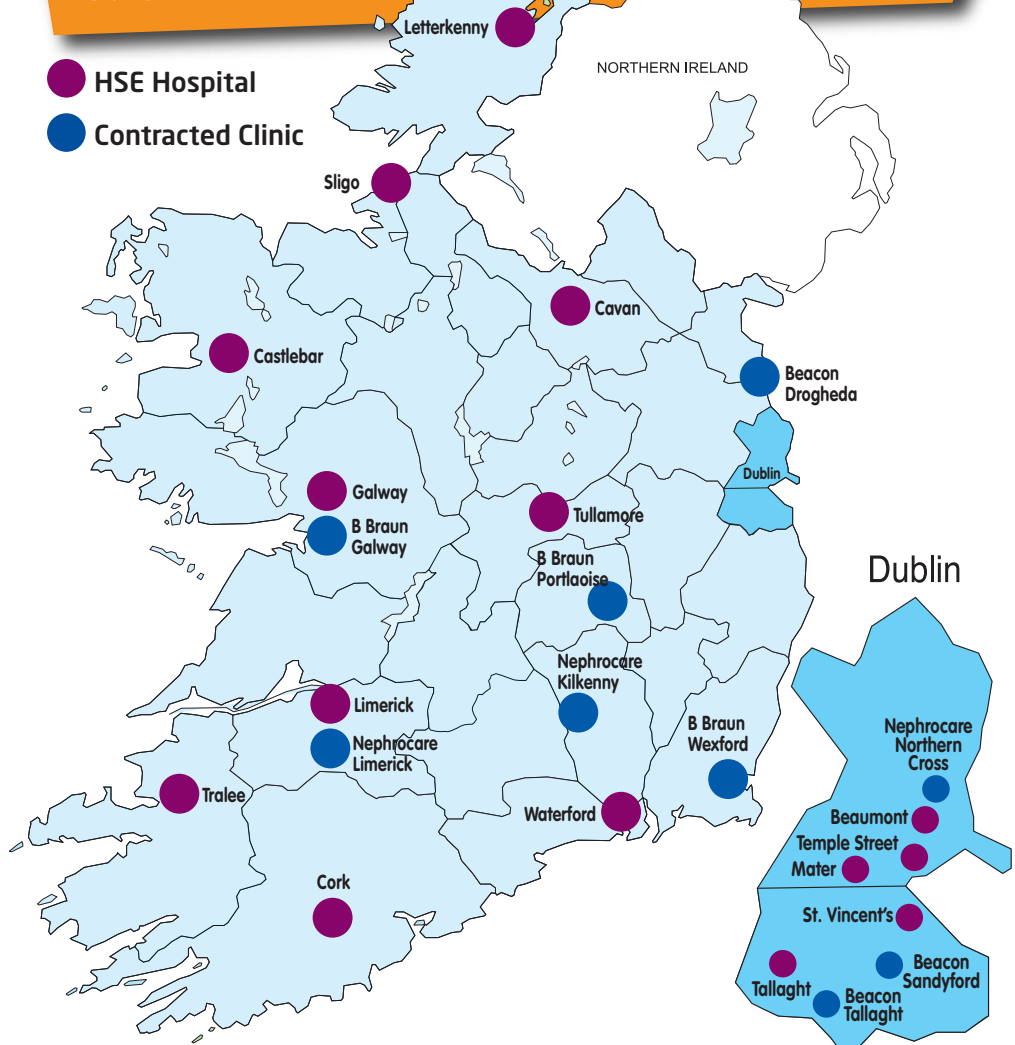 Letterkenny
HSE Hospital
NORTHERN IRELAND
Contracted Clinic
Sligo
Cavan
Castlebar
Beacon
Drogheda
Dublin
Galway
B Braun
Galway
Tullamore
B Braun
Portlaoise
Dublin
Nephrocare
Kilkenny
Limerick
Nephrocare
Limerick
B Braun
Wexford
Nephrocare
Northern
Cross
Tralee
Waterford
Beaumont
Temple Street
Mater
Cork
St. Vincent's
Beacon
Sandyford
Tallaght
Beacon
Tallaght